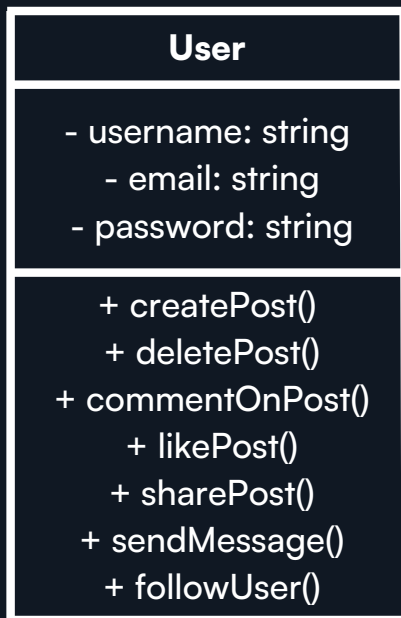 User
- username: string
- email: string
- password: string
+ createPost()
+ deletePost()
+ commentOnPost()
+ likePost()
+ sharePost()
+ sendMessage()
+ followUser()